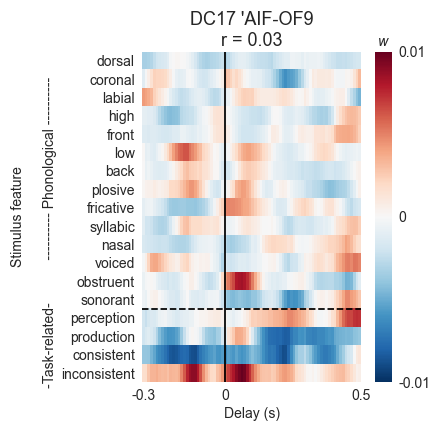 DC17 'AIF-OF9
r = 0.03
w
dorsal
coronal
labial
high
front
low
back
plosive
fricative
syllabic
nasal
voiced
obstruent
sonorant
perception
production
consistent
inconsistent
Stimulus feature
-Task-related- ----------- Phonological ----------
0.01
0
-0.01
-0.3
0
0.5
Delay (s)